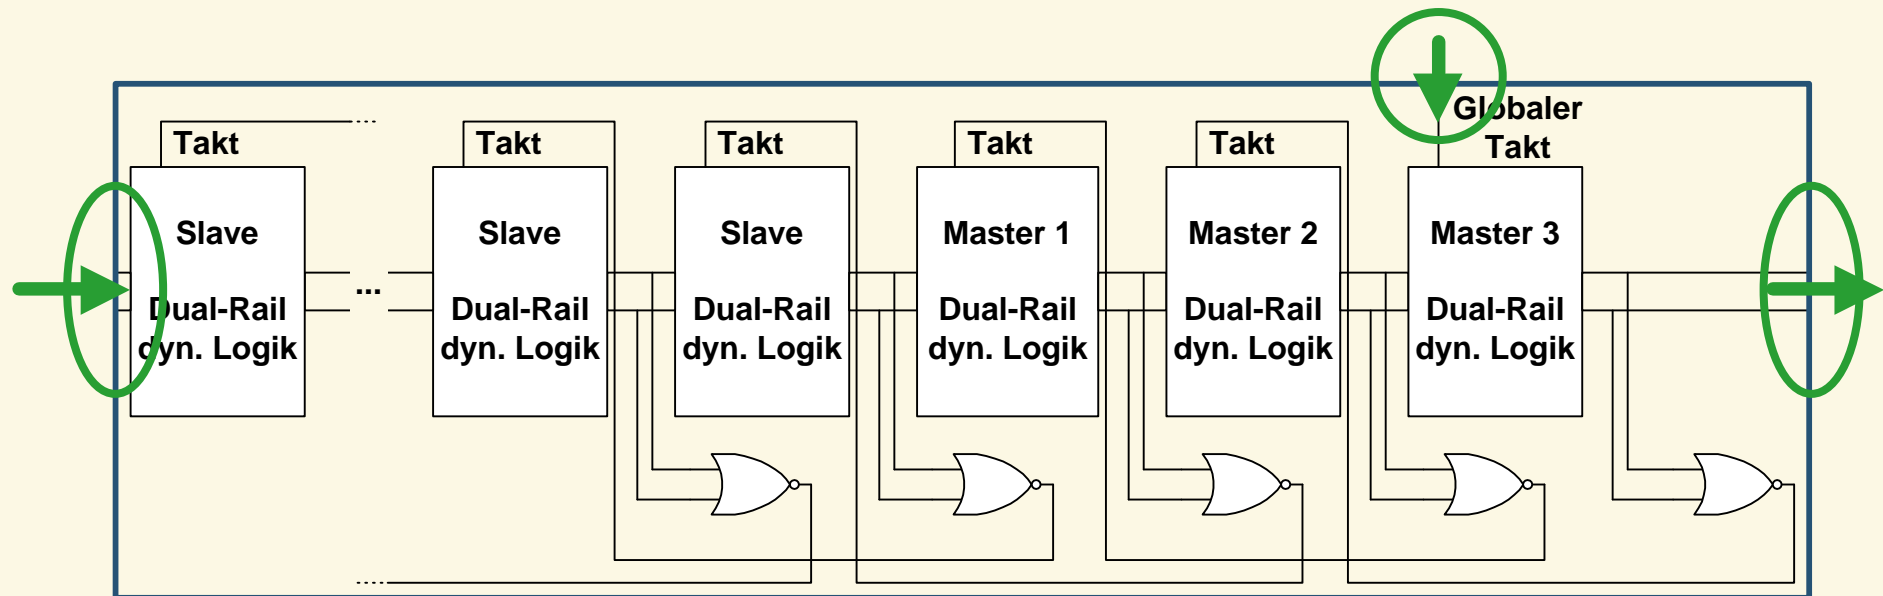 Globaler
Takt
Takt
Takt
Takt
Takt
Takt
Slave
Dual-Rail
dyn. Logik
...
Slave
Dual-Rail
dyn. Logik
Slave
Dual-Rail
dyn. Logik
Master 1
Dual-Rail
dyn. Logik
Master 2
Dual-Rail
dyn. Logik
Master 3
Dual-Rail
dyn. Logik